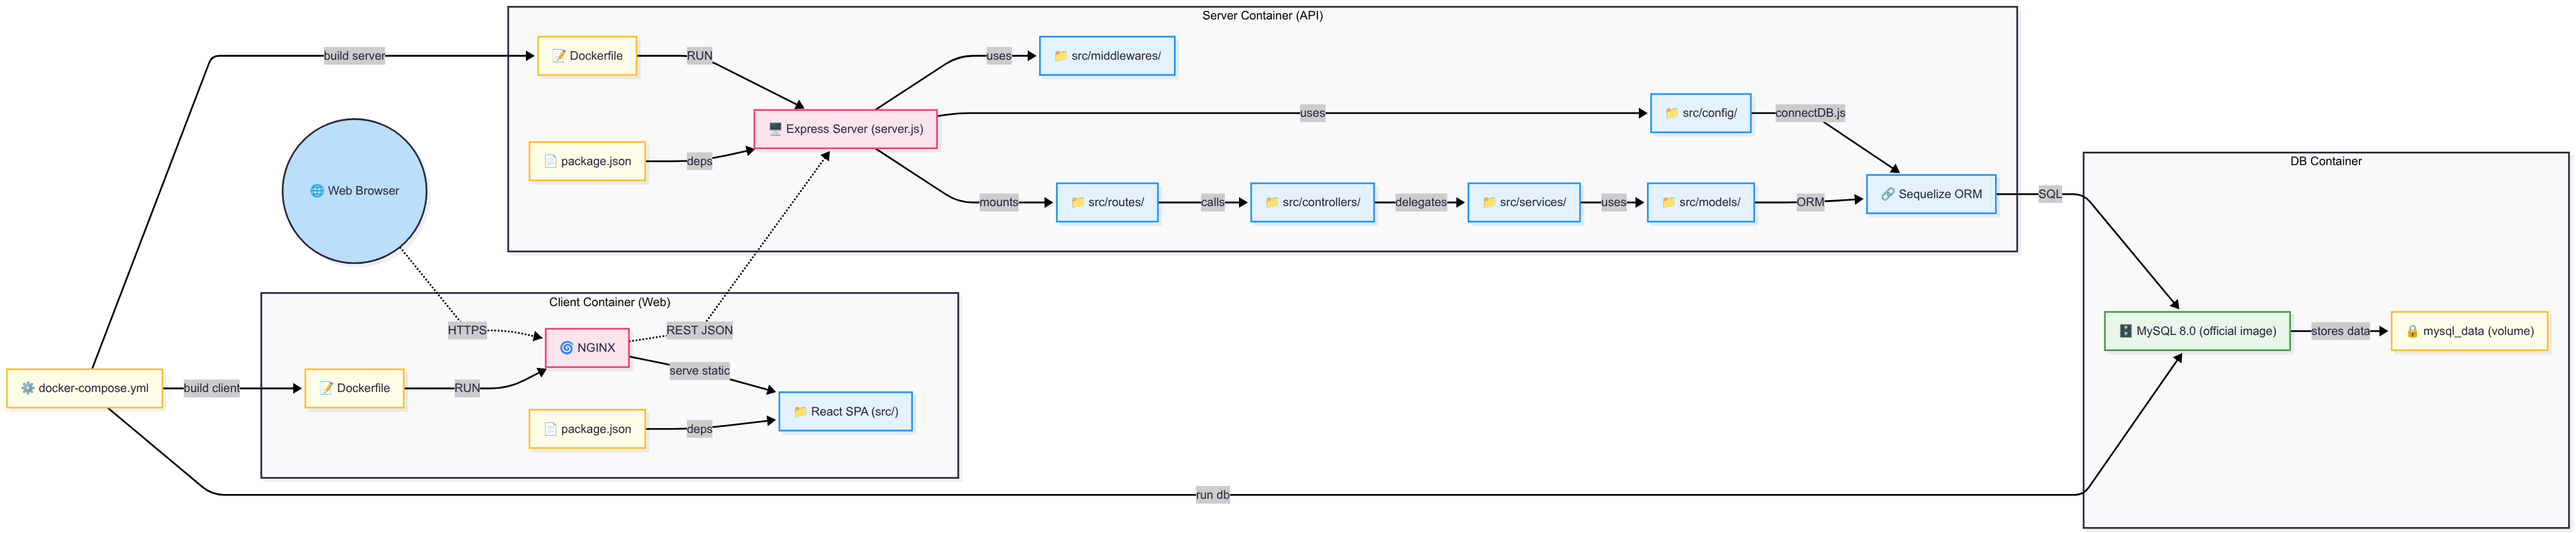 Server Container (API)
build server
📝 Dockerfile
RUN
uses
📁 src/middlewares/
🖥️ Express Server (server.js)
uses
📁 src/config/
connectDB.js
📄 package.json
deps
mounts
📁 src/routes/
calls
📁 src/controllers/
delegates
📁 src/services/
uses
📁 src/models/
ORM
🔗 Sequelize ORM
SQL
🌐 Web Browser
HTTPS
REST JSON
Client Container (Web)
🌀 NGINX
serve static
⚙️ docker-compose.yml
build client
📝 Dockerfile
RUN
📁 React SPA (src/)
📄 package.json
deps
run db
DB Container
🗄️ MySQL 8.0 (official image)
stores data
🔒 mysql_data (volume)